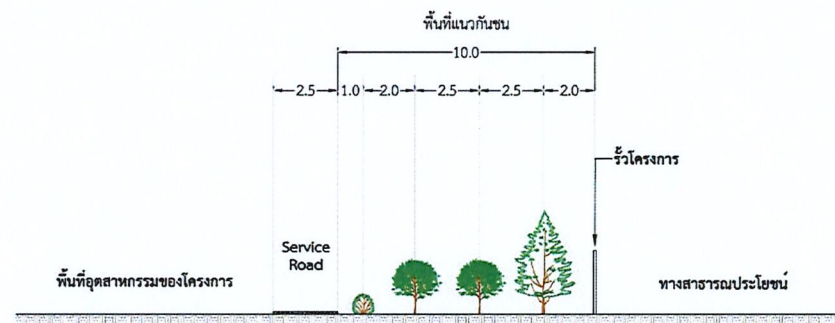 พื้นที่แนวกันชน
10.0
2.5 1.0 2.0 2.5 2.5 2.0
รั้วโครงการ
Service
Road
พื้นที่อุตสาหกรรมของโครงการ
ทางสาธารณประโยชน์